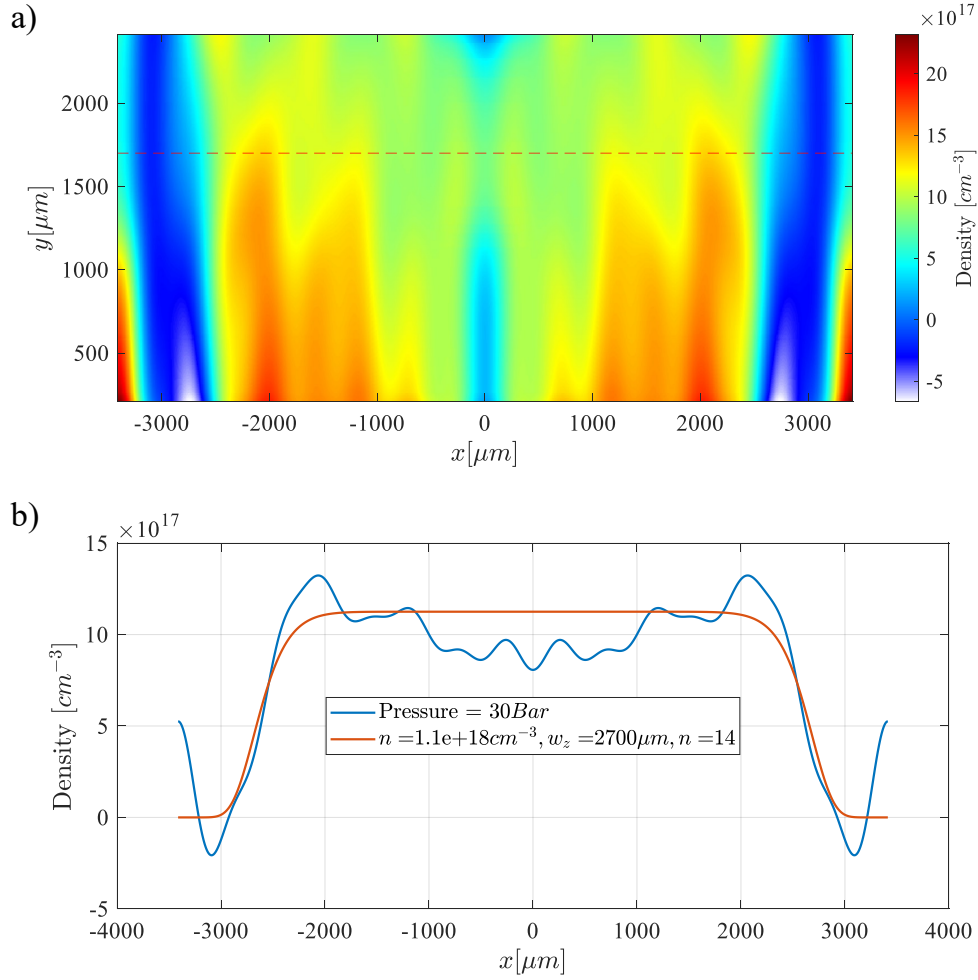 a)
×10^17
20
15
10
5
0
-5
Density [cm^−3]
2000
1500
1000
500
y[μm]
-3000 -2000 -1000 0 1000 2000 3000
x[μm]
b)
×10^17
15
10
5
0
-5
Density [cm^−3]
Pressure = 30Bar
n =1.1e+18cm^−3, w_z =2700μm, n =14
-4000 -3000 -2000 -1000 0 1000 2000 3000 4000
x[μm]